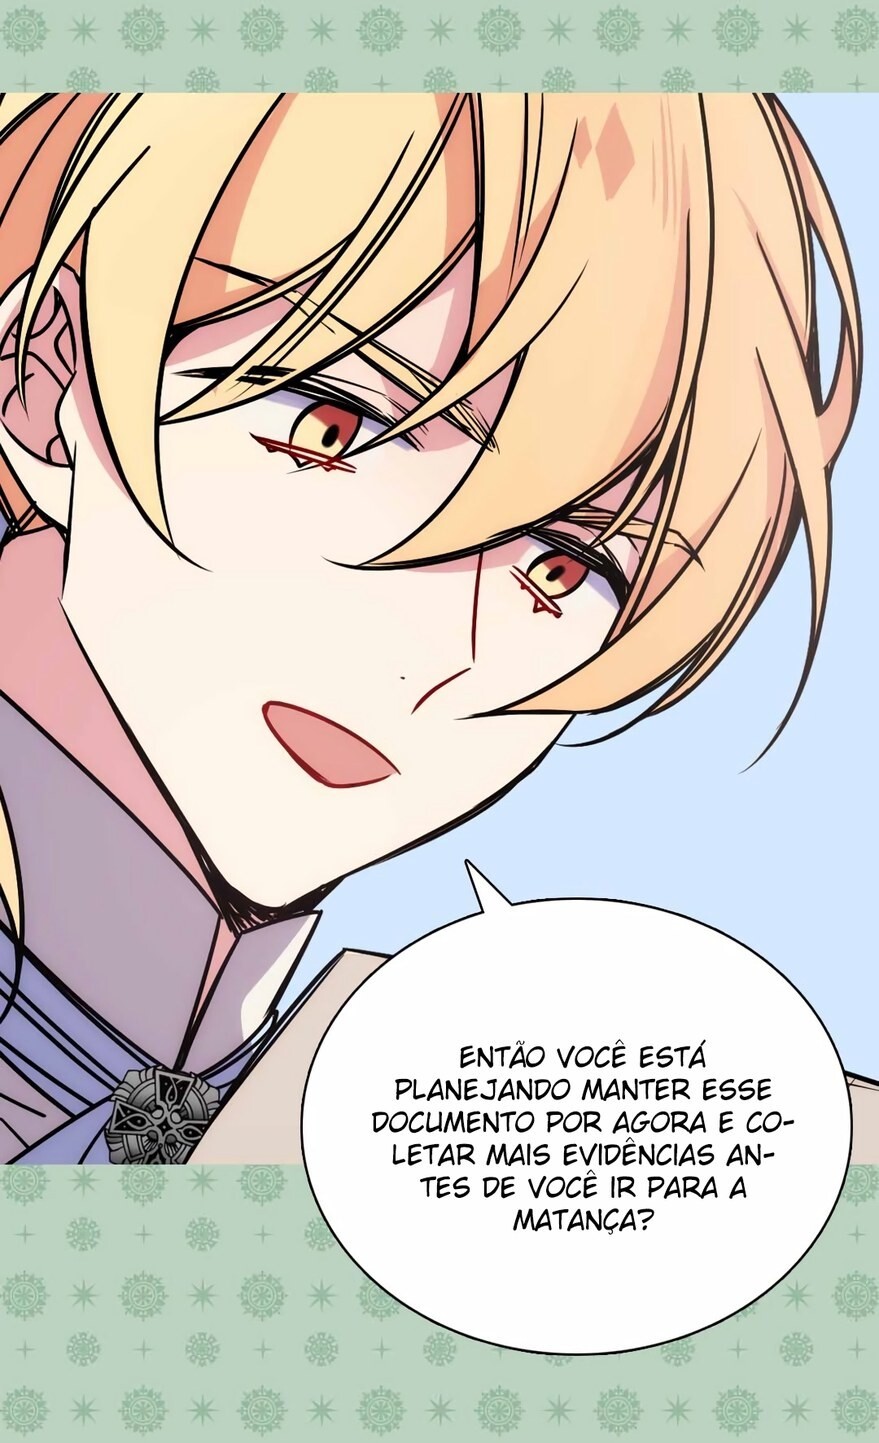 ENTÃO VOCÊ ESTÁ
PLANEJANDO MANTER ESSE
DOCUMENTO POR AGORA E CO-
LETAR MAIS EVIDÊNCIAS AN-
TES DE VOCÊ IR PARA A
MATANÇA?